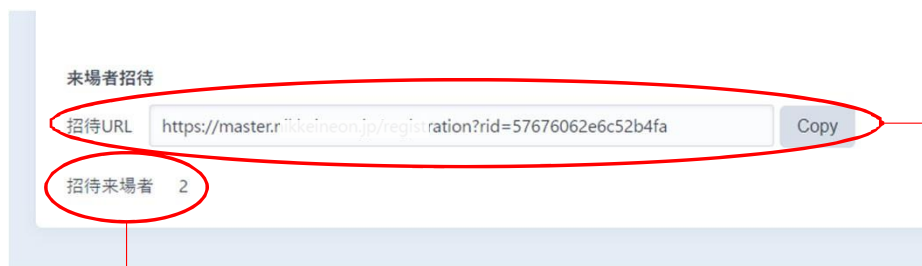 来場者招待
招待URL https://master.nikkeineon.jp/registration?rid=57676062e6c52b4fa Copy
招待来場者 2